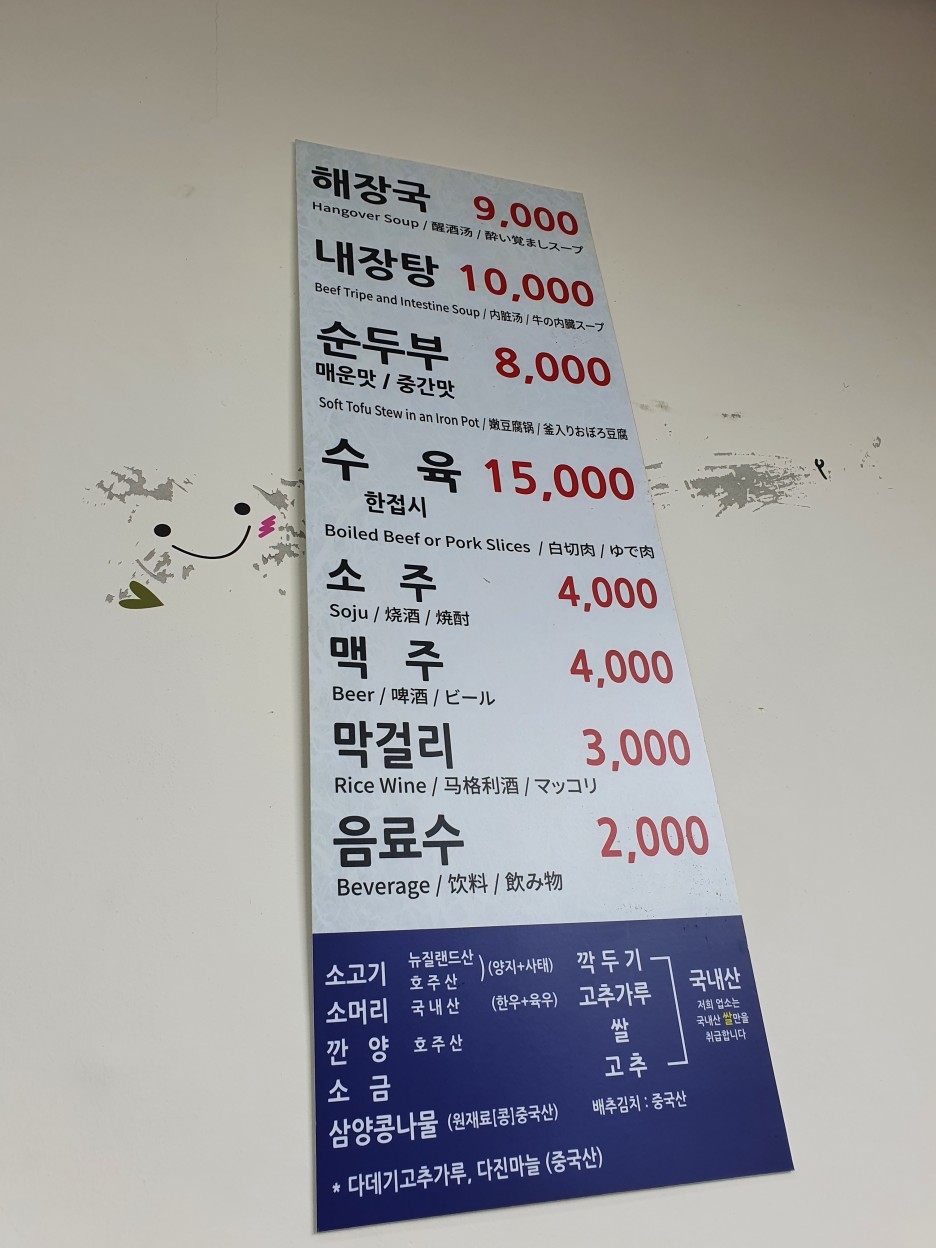 해장국 9,000
Hangover Soup / 醒酒汤 / 酔い覚ましスープ
내장탕 10,000
Beef Tripe and Intestine Soup / 内脏汤 / 牛の内臓スープ
순두부 8,000
매운맛 / 중간맛
Soft Tofu Stew in an Iron Pot / 嫩豆腐锅 / 釜入りおぼろ豆腐
수 육 15,000
한접시
Boiled Beef or Pork Slices / 白切肉 / ゆで肉
소 주 4,000
Soju / 烧酒 / 焼酎
맥 주 4,000
Beer / 啤酒 / ビール
막걸리 3,000
Rice Wine / 马格利酒 / マッコリ
음료수 2,000
Beverage / 饮料 / 飲み物
소고기 뉴질랜드산 호주산 ) (양지+사태)
소머리 국내산 (한우+육우)
깐 양 호주산
소 금
삼양콩나물 (원재료[콩]중국산)
* 다데기고추가루, 다진마늘 (중국산)
깍두기
고추가루
쌀
고추
국내산
저희 업소는
국내산 쌀만을
취급합니다
배추김치 : 중국산